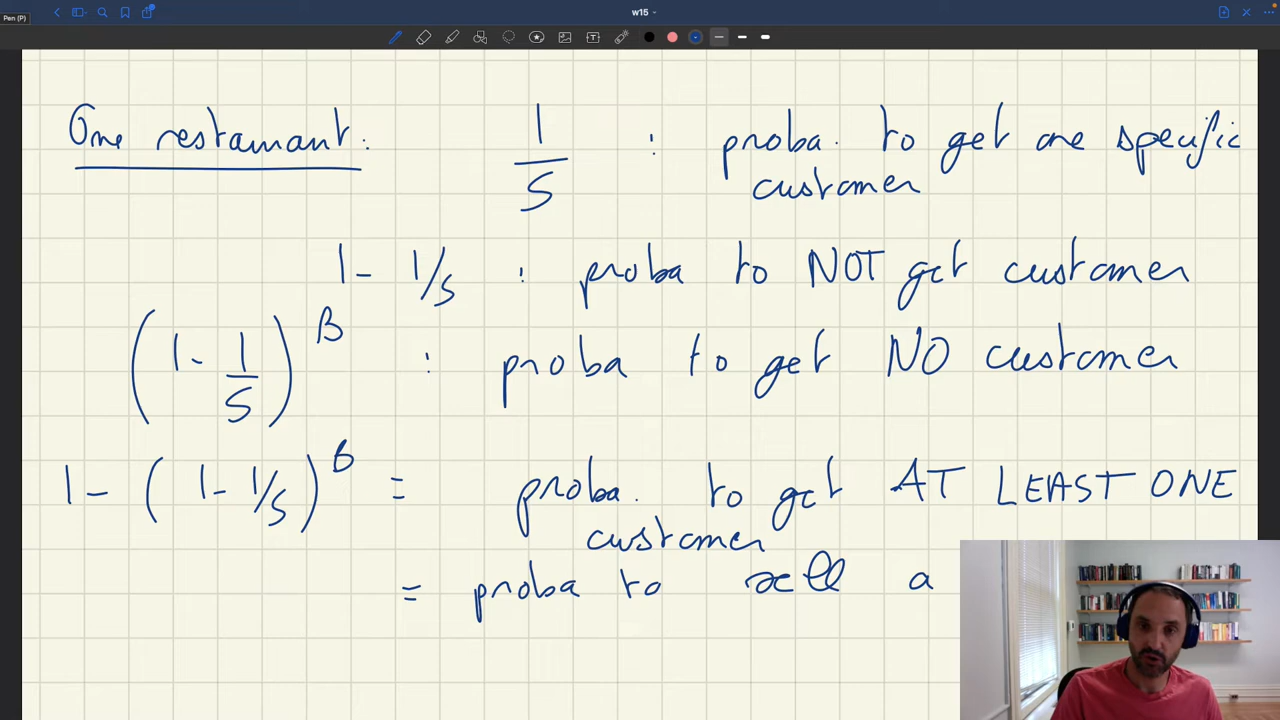 Pen (P)
w15
One restaurant: 1/S : proba. to get one specific
customer
1 - 1/S : proba to NOT get customer
(1 - 1/S)^B : proba to get NO customer
1 - (1 - 1/S)^B = proba. to get AT LEAST ONE
customer
= proba to sell a